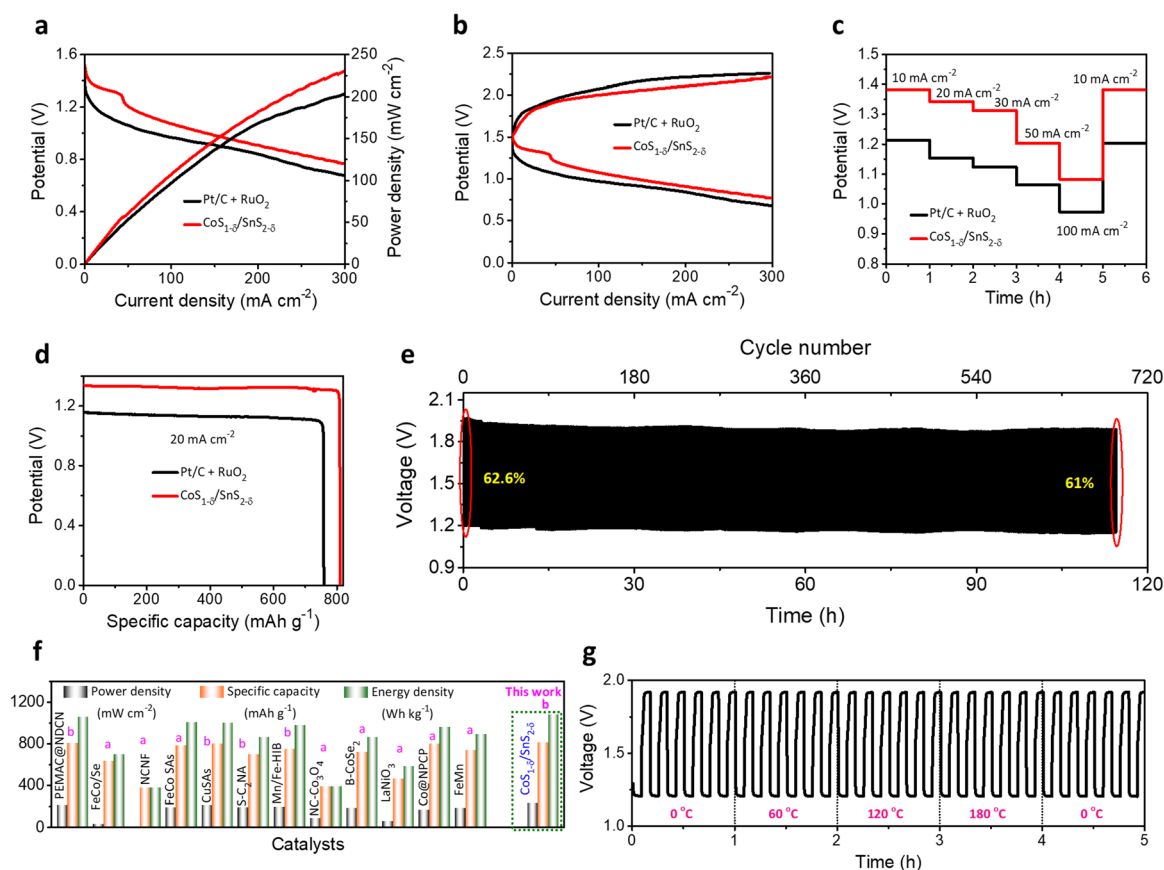 a
1.6
1.2
0.8
0.4
0.0
Potential (V)
250
200
150
100
50
0
Power density (mW cm⁻²)
Pt/C + RuO₂
CoS₁₋δ/SnS₂₋δ
0 100 200 300
Current density (mA cm⁻²)
b
2.5
2.0
1.5
1.0
0.5
0.0
Potential (V)
Pt/C + RuO₂
CoS₁₋δ/SnS₂₋δ
0 100 200 300
Current density (mA cm⁻²)
c
1.5
1.4
1.3
1.2
1.1
1.0
0.9
0.8
Potential (V)
10 mA cm⁻²
20 mA cm⁻²
30 mA cm⁻²
50 mA cm⁻²
100 mA cm⁻²
10 mA cm⁻²
Pt/C + RuO₂
CoS₁₋δ/SnS₂₋δ
0 1 2 3 4 5 6
Time (h)
d
1.2
0.8
0.4
0.0
Potential (V)
20 mA cm⁻²
Pt/C + RuO₂
CoS₁₋δ/SnS₂₋δ
0 200 400 600 800
Specific capacity (mAh g⁻¹)
e
Cycle number
0 180 360 540 720
2.1
1.8
1.5
1.2
0.9
Voltage (V)
62.6%
61%
0 30 60 90 120
Time (h)
f
1200
800
400
0
Power density
(mW cm⁻²)
Specific capacity
(mAh g⁻¹)
Energy density
(Wh kg⁻¹)
This work
b
a
a
a
b
b
b
a
a
a
a
a
b
PEMAC@NDCN
FeCo/Se
NCNF
FeCo SAs
CuSAs
S-C₂NA
Mn/Fe-HIB
NC-Co₃O₄
B-CoSe₂
LaNiO₃
Co@NPCP
FeMn
CoS₁₋δ/SnS₂₋δ
Catalysts
g
2.0
1.5
1.0
Voltage (V)
0 °C
60 °C
120 °C
180 °C
0 °C
0 1 2 3 4 5
Time (h)